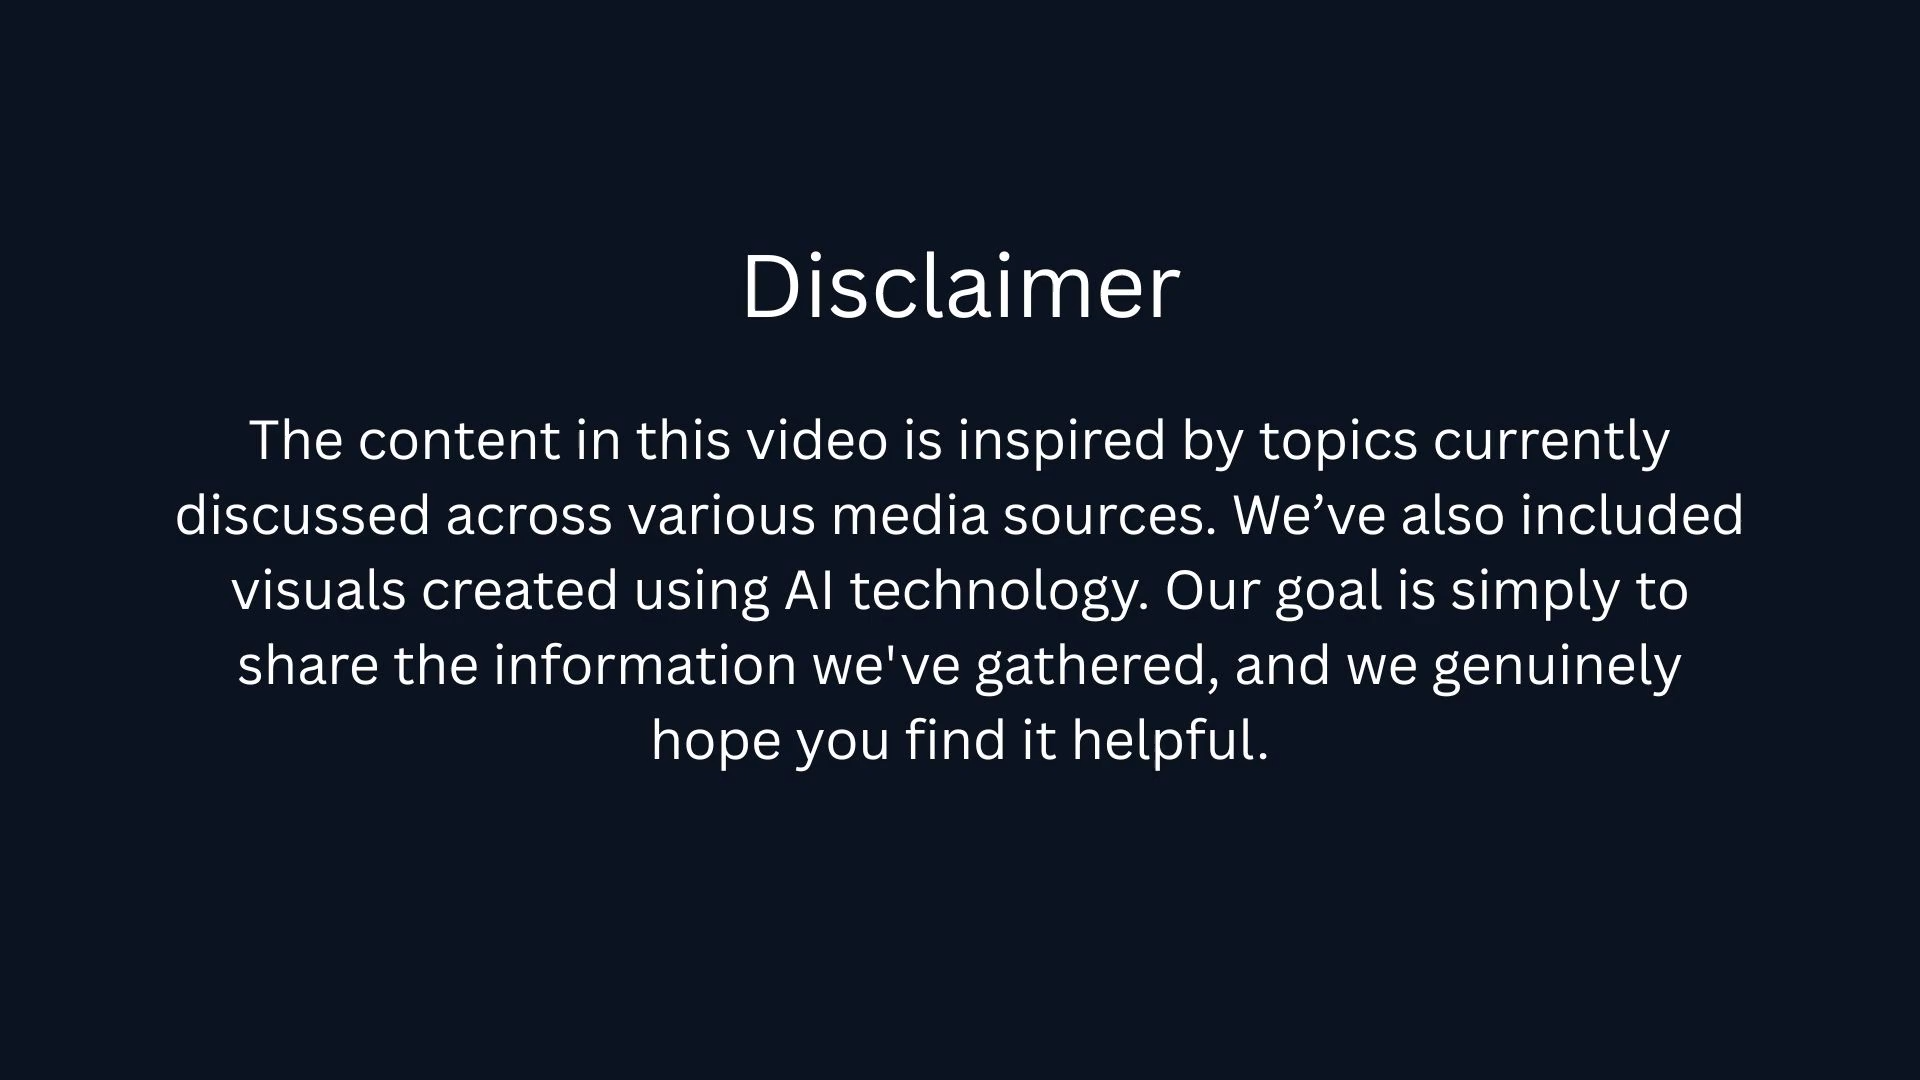 Disclaimer
The content in this video is inspired by topics currently
discussed across various media sources. We’ve also included
visuals created using AI technology. Our goal is simply to
share the information we've gathered, and we genuinely
hope you find it helpful.